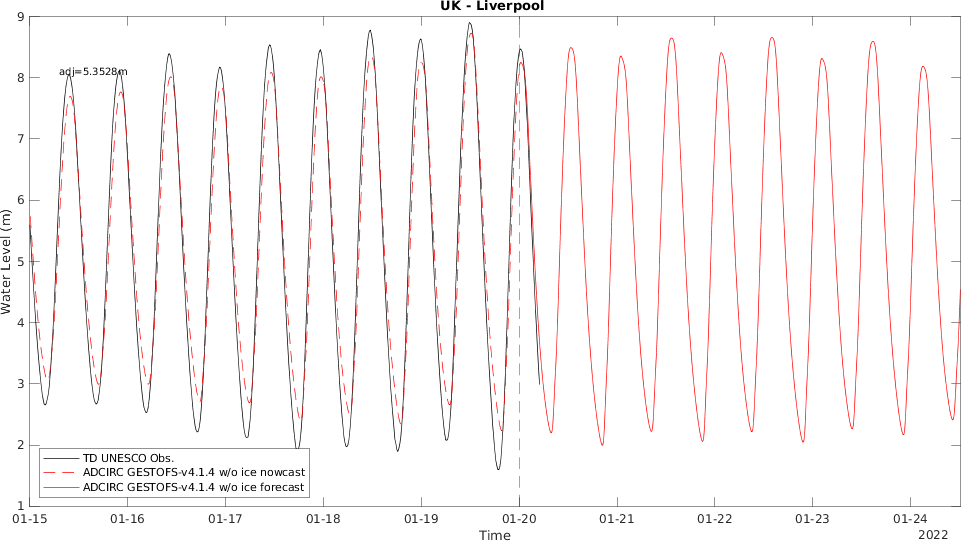 UK - Liverpool
9
8
7
6
5
4
3
2
1
Water Level (m)
adj=5.3528m
TD UNESCO Obs.
ADCIRC GESTOFS-v4.1.4 w/o ice nowcast
ADCIRC GESTOFS-v4.1.4 w/o ice forecast
01-15 01-16 01-17 01-18 01-19 01-20 01-21 01-22 01-23 01-24
Time
2022